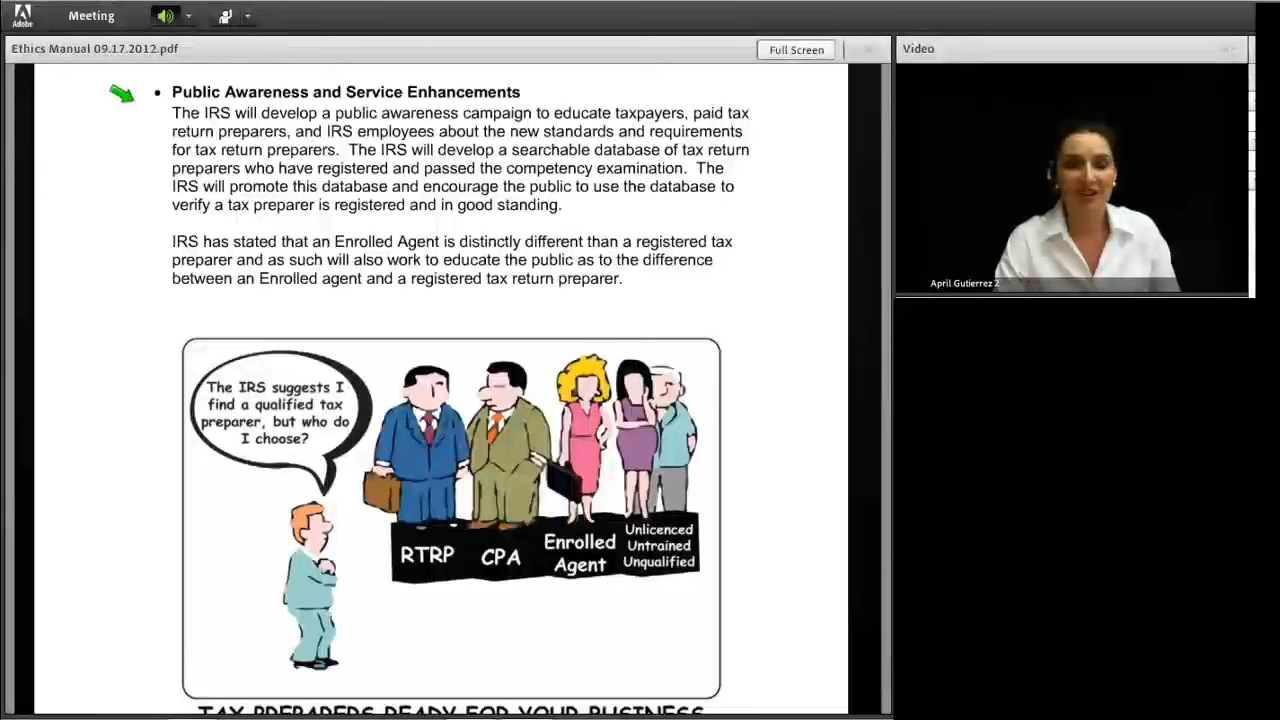 Adobe
Meeting
Ethics Manual 09.17.2012.pdf
Full Screen
Video
• Public Awareness and Service Enhancements
The IRS will develop a public awareness campaign to educate taxpayers, paid tax
return preparers, and IRS employees about the new standards and requirements
for tax return preparers.  The IRS will develop a searchable database of tax return
preparers who have registered and passed the competency examination.  The
IRS will promote this database and encourage the public to use the database to
verify a tax preparer is registered and in good standing.
IRS has stated that an Enrolled Agent is distinctly different than a registered tax
preparer and as such will also work to educate the public as to the difference
between an Enrolled agent and a registered tax return preparer.
The IRS suggests I
find a qualified tax
preparer, but who do
I choose?
RTRP
CPA
Enrolled
Agent
Unlicenced
Untrained
Unqualified
TAX PREPARERS READY FOR YOUR BUSINESS
April Gutierrez 2